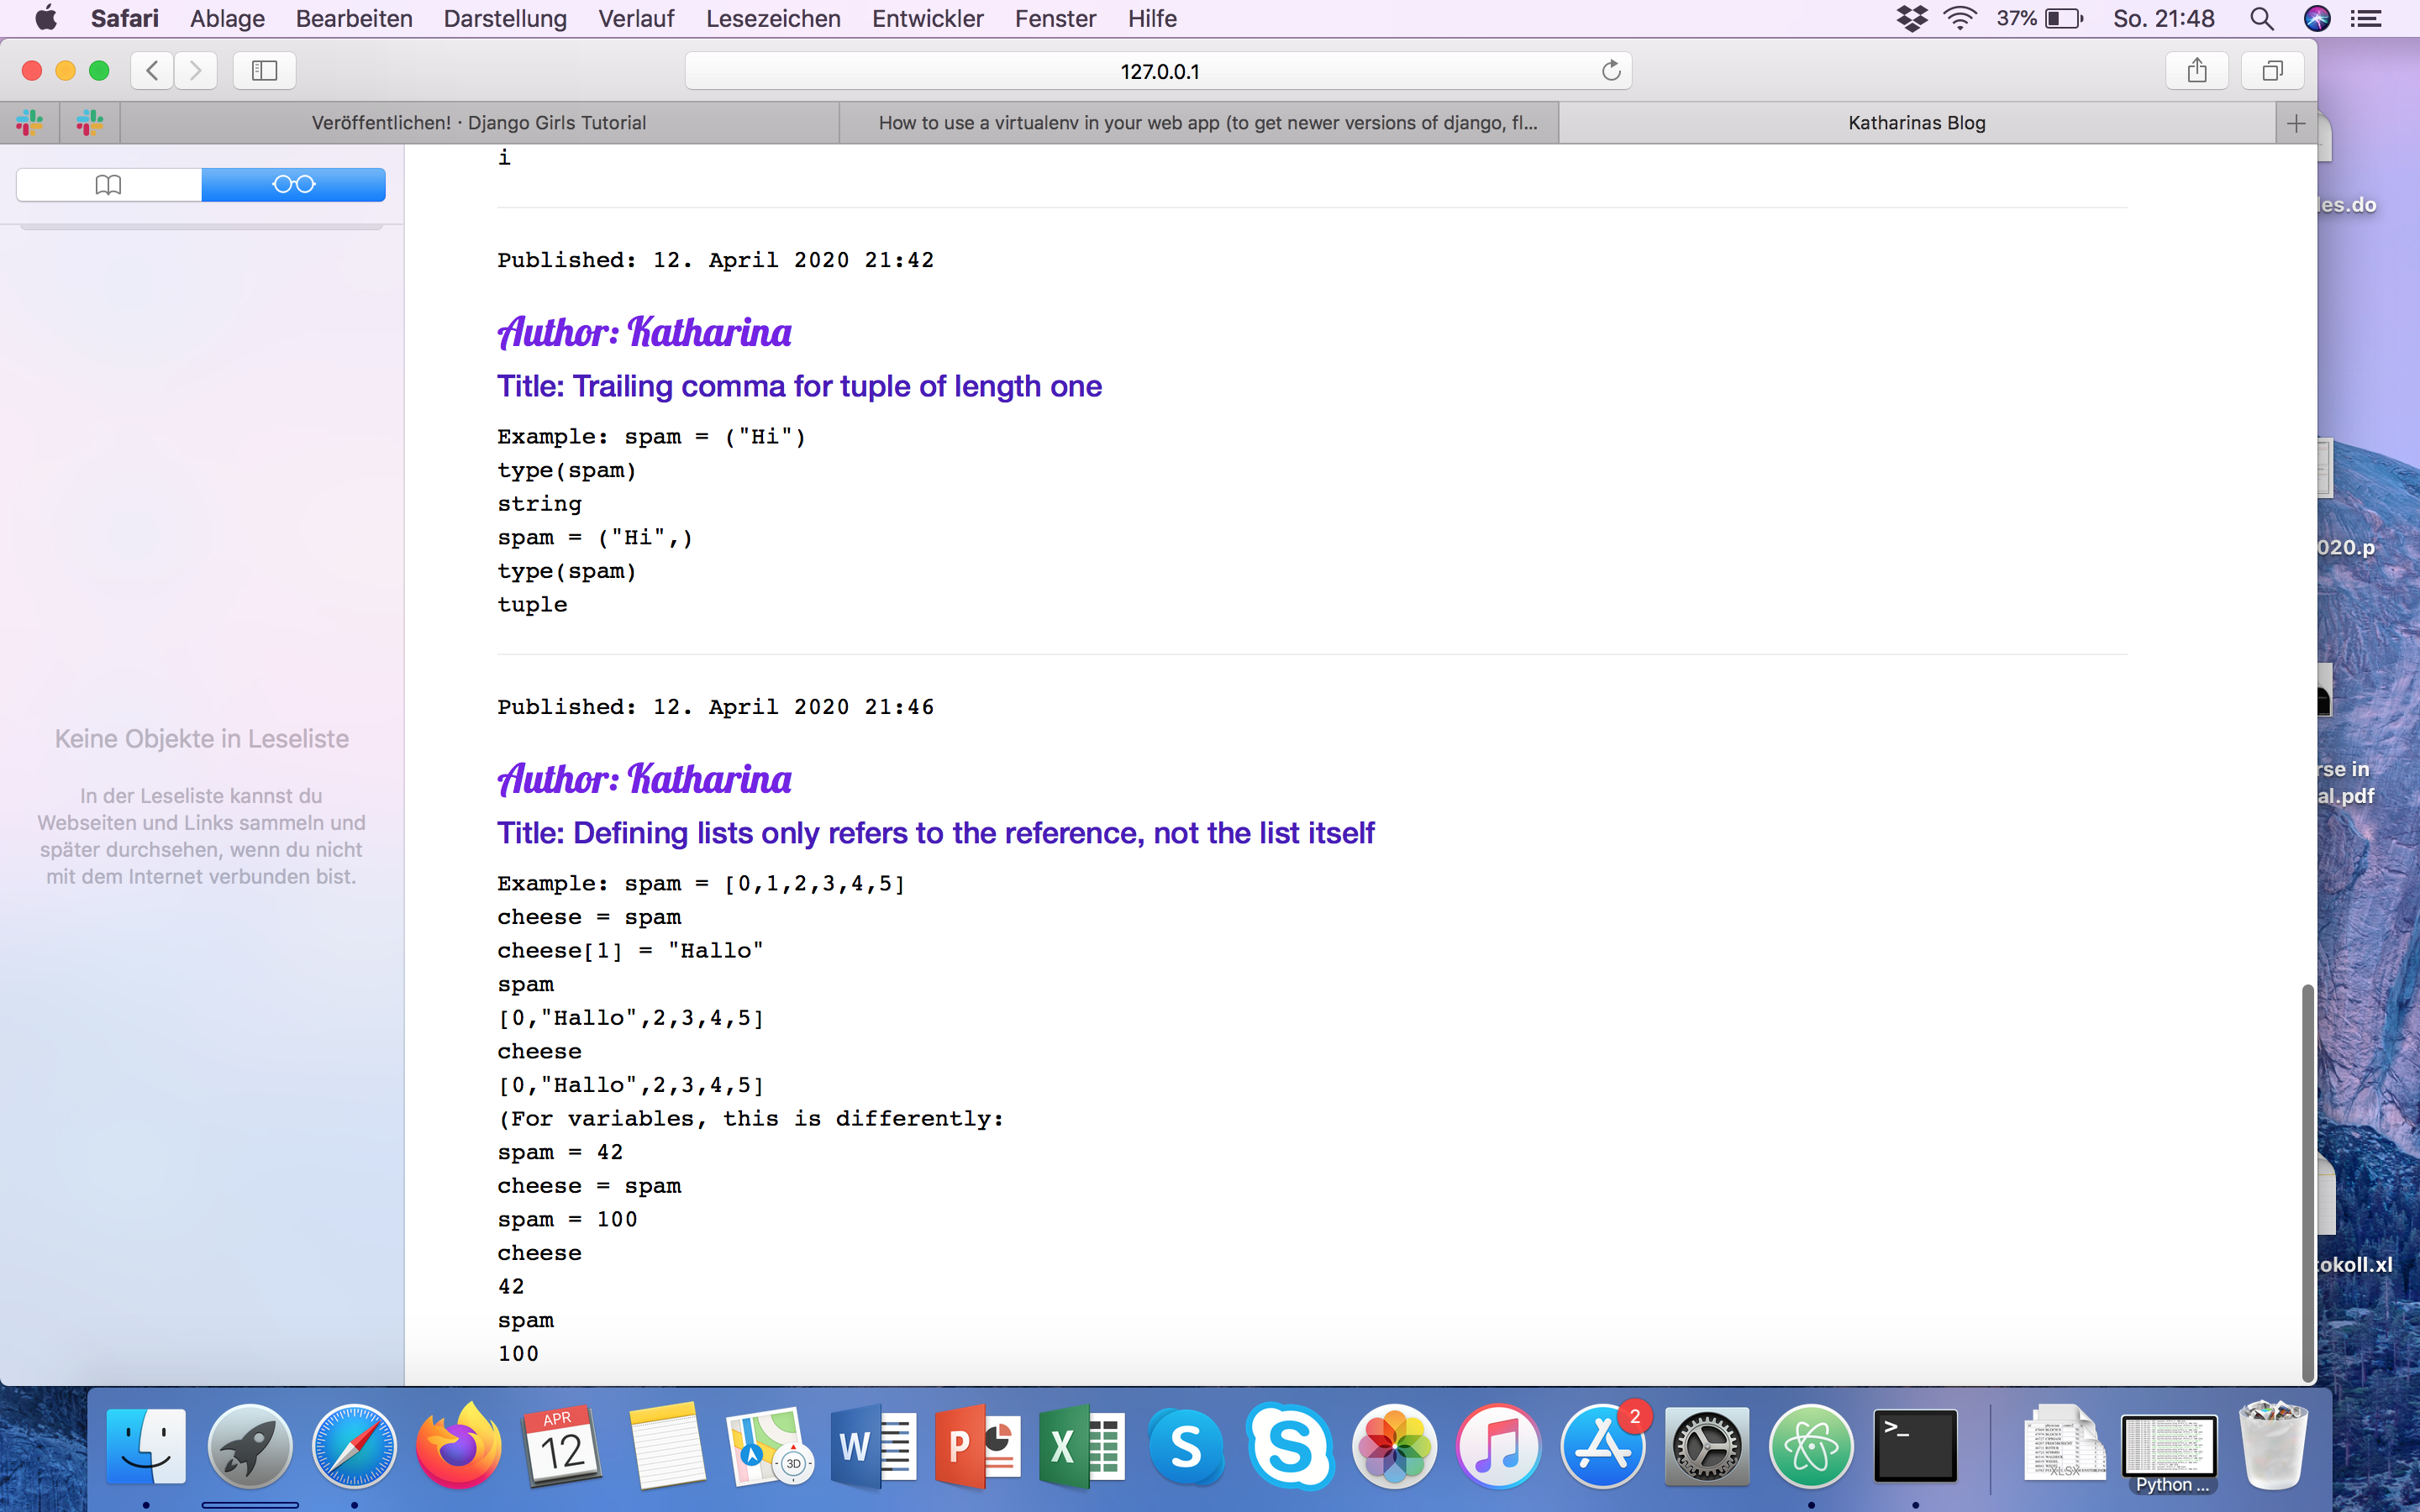 Safari Ablage Bearbeiten Darstellung Verlauf Lesezeichen Entwickler Fenster Hilfe 37% So. 21:48
127.0.0.1
Veröffentlichen! · Django Girls Tutorial How to use a virtualenv in your web app (to get newer versions of django, fl... Katharinas Blog
i
Published: 12. April 2020 21:42
Author: Katharina
Title: Trailing comma for tuple of length one
Example: spam = ("Hi")
type(spam)
string
spam = ("Hi",)
type(spam)
tuple
Published: 12. April 2020 21:46
Author: Katharina
Title: Defining lists only refers to the reference, not the list itself
Example: spam = [0,1,2,3,4,5]
cheese = spam
cheese[1] = "Hallo"
spam
[0,"Hallo",2,3,4,5]
cheese
[0,"Hallo",2,3,4,5]
(For variables, this is differently:
spam = 42
cheese = spam
spam = 100
cheese
42
spam
100
Keine Objekte in Leseliste
In der Leseliste kannst du
Webseiten und Links sammeln und
später durchsehen, wenn du nicht
mit dem Internet verbunden bist.
les.do
020.p
rse in
al.pdf
okoll.xl
APR
12
3D
W
P
X
S
S
2
>_
XLSX
Python ...